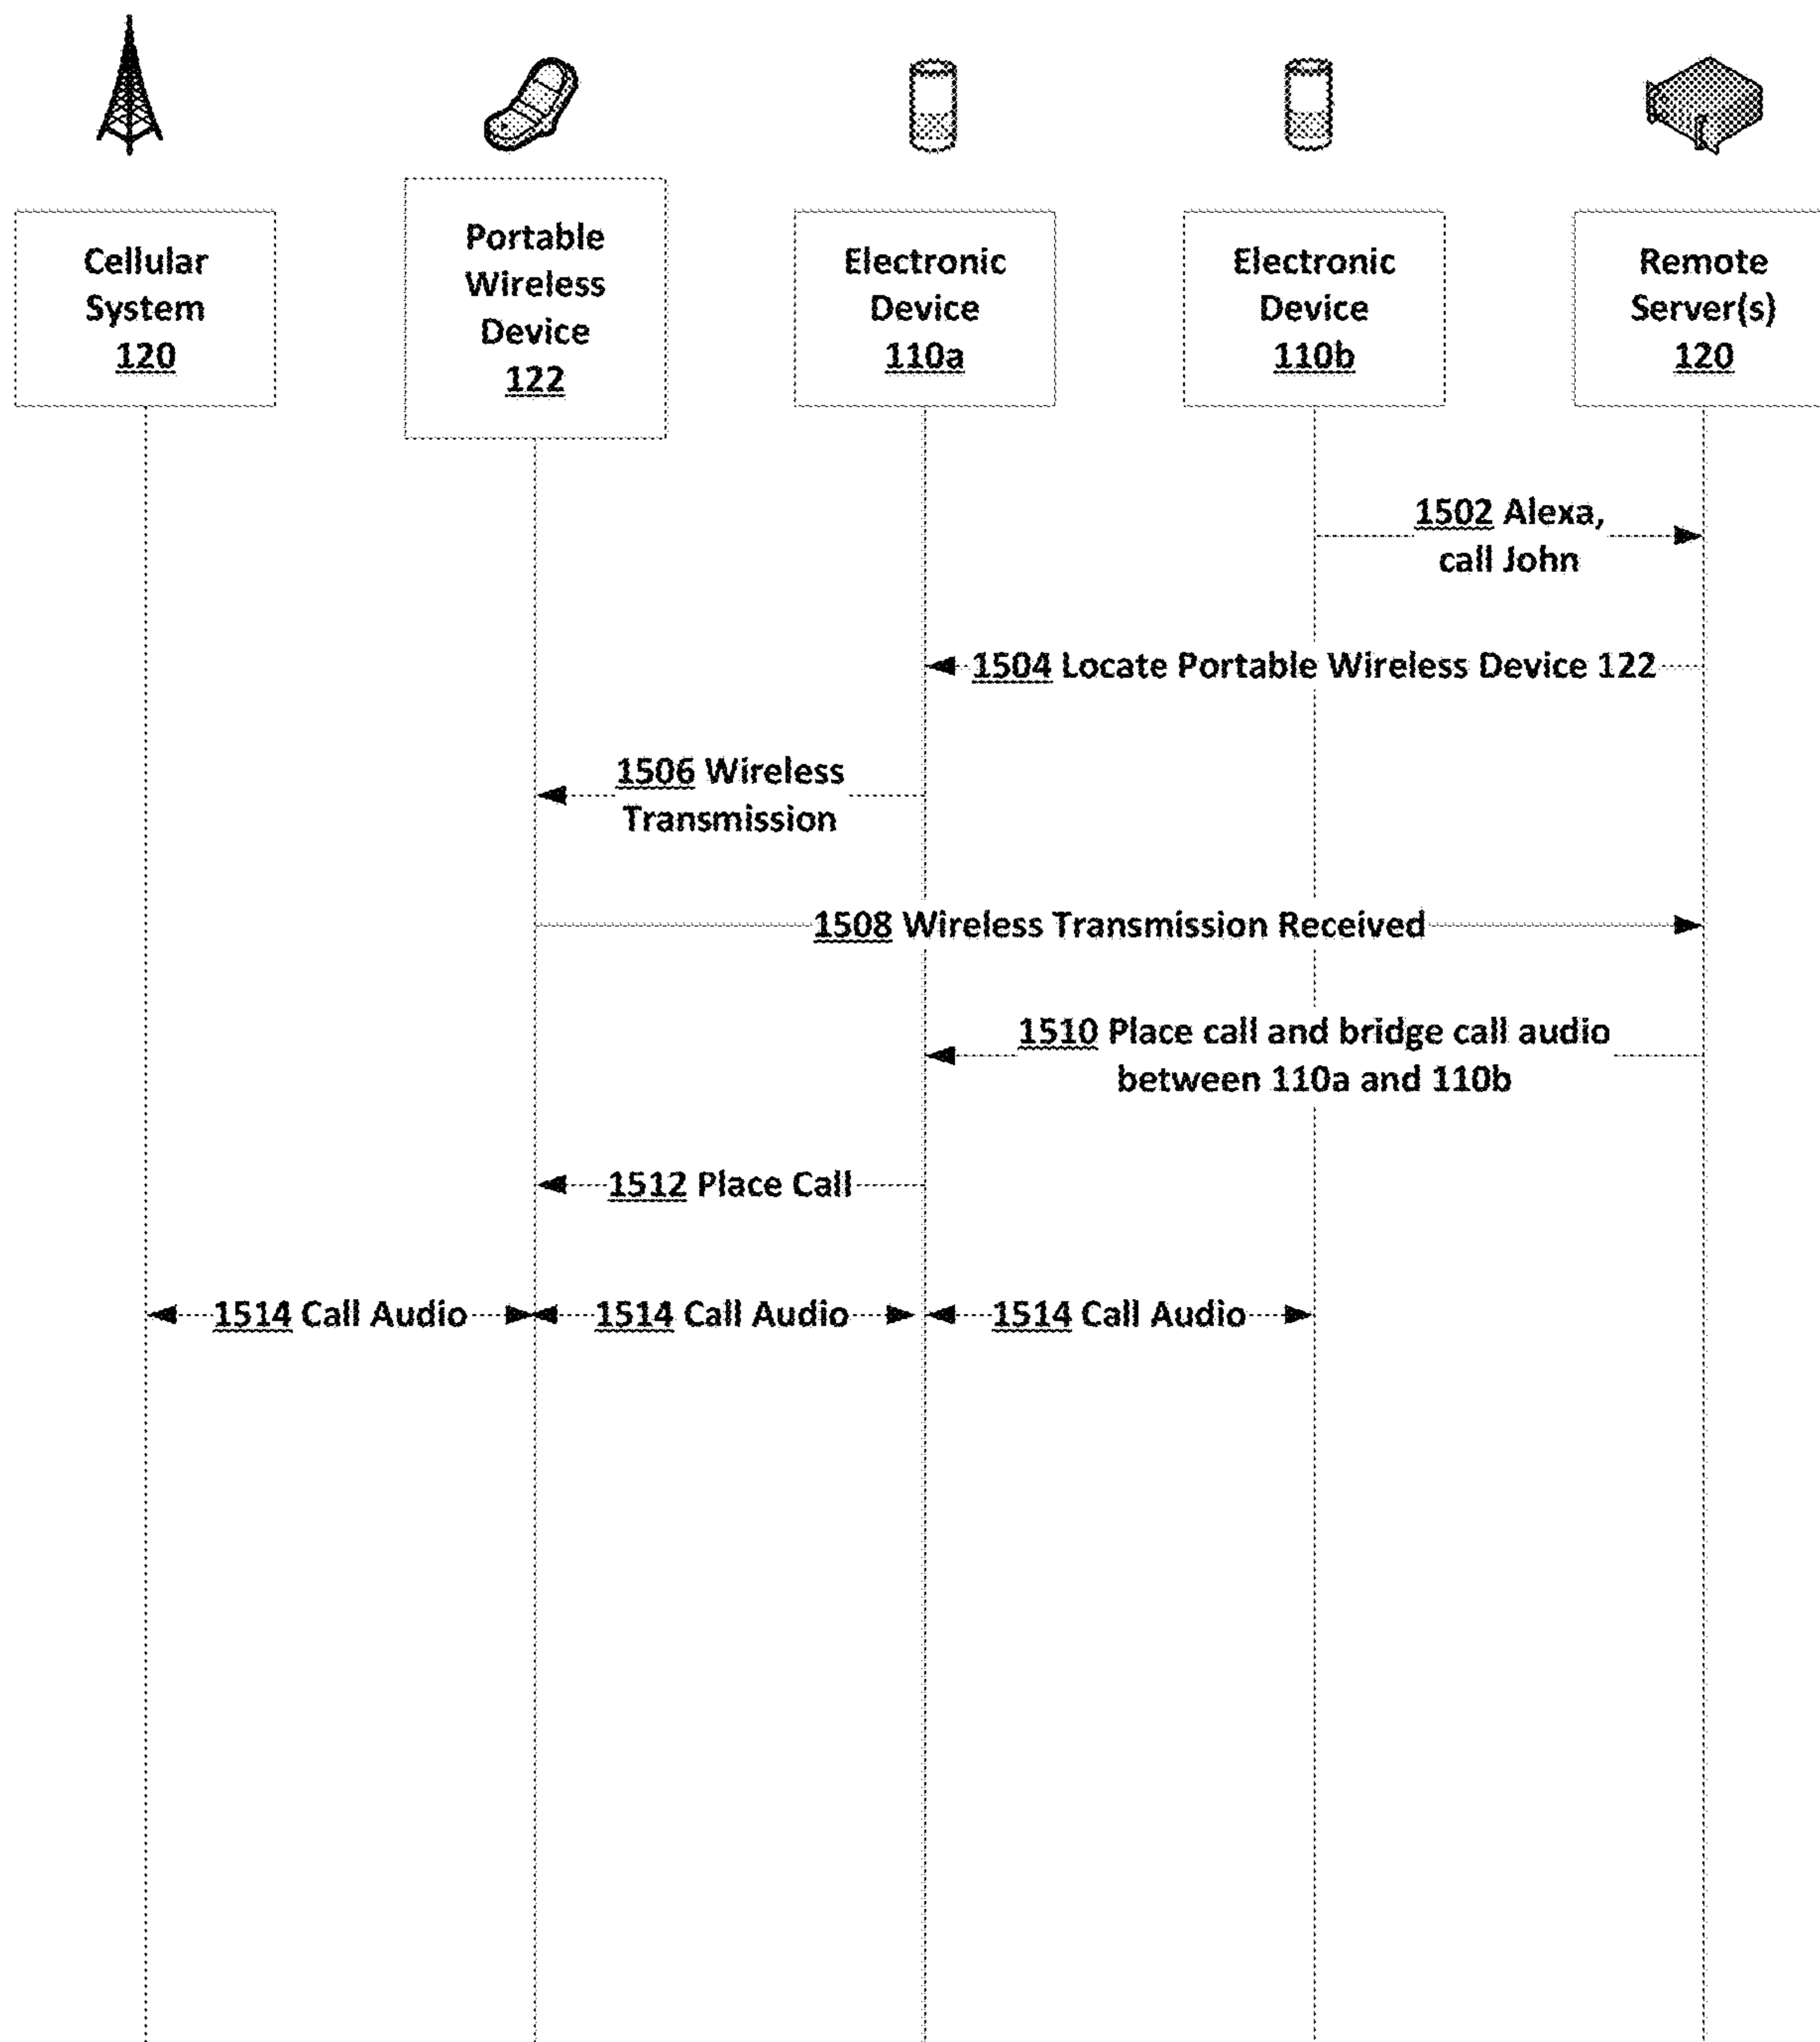 Cellular
System
120
Portable
Wireless
Device
122
Electronic
Device
110a
Electronic
Device
110b
Remote
Server(s)
120
1502 Alexa,
call John
1504 Locate Portable Wireless Device 122
1506 Wireless
Transmission
1508 Wireless Transmission Received
1510 Place call and bridge call audio
between 110a and 110b
1512 Place Call
1514 Call Audio
1514 Call Audio
1514 Call Audio